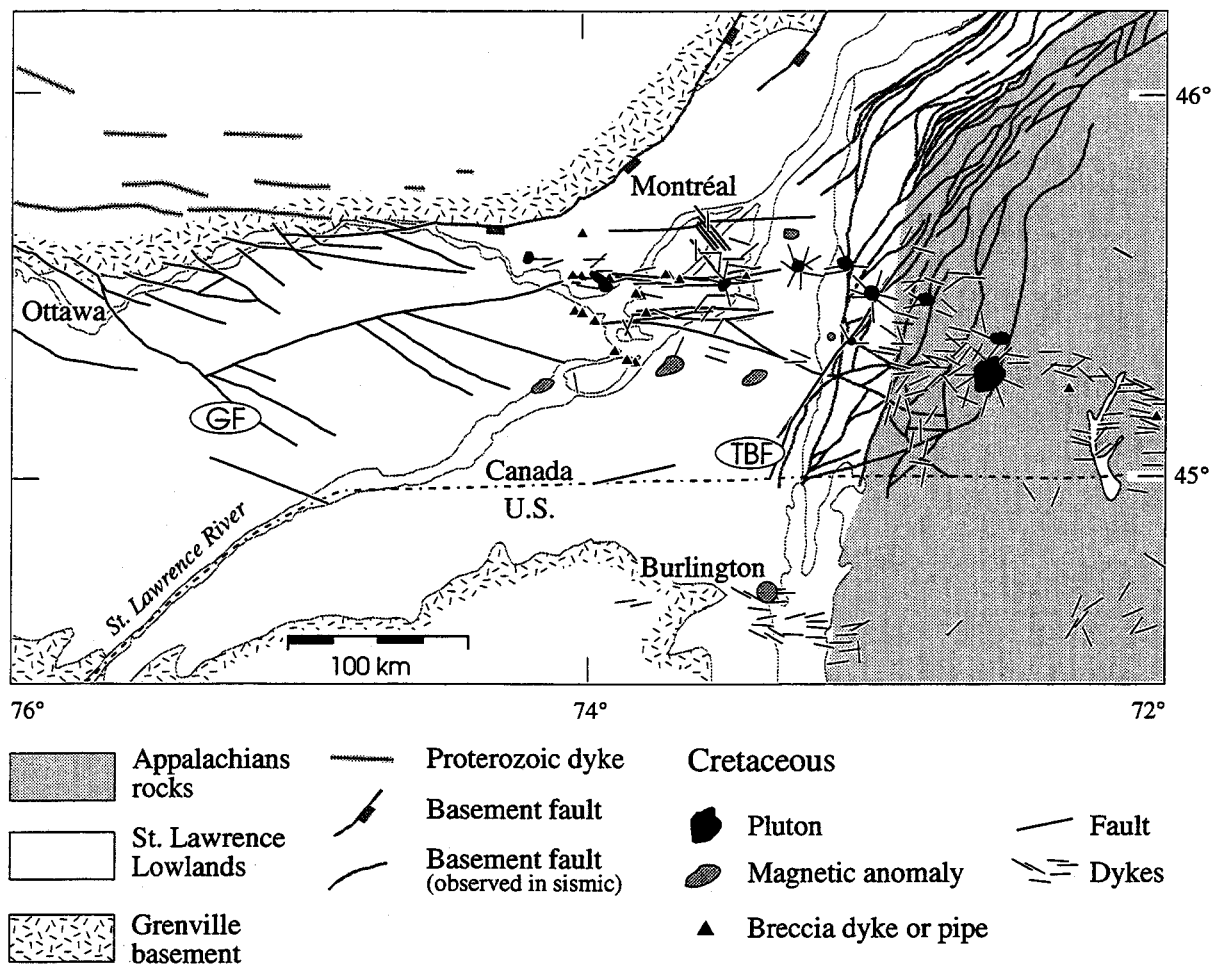 46°
Montréal
Ottawa
GF
TBF
Canada
45°
U.S.
St. Lawrence River
Burlington
100 km
76°
74°
72°
Appalachians
rocks
St. Lawrence
Lowlands
Grenville
basement
Proterozoic dyke
Basement fault
Basement fault
(observed in sismic)
Cretaceous
Pluton
Magnetic anomaly
Breccia dyke or pipe
Fault
Dykes